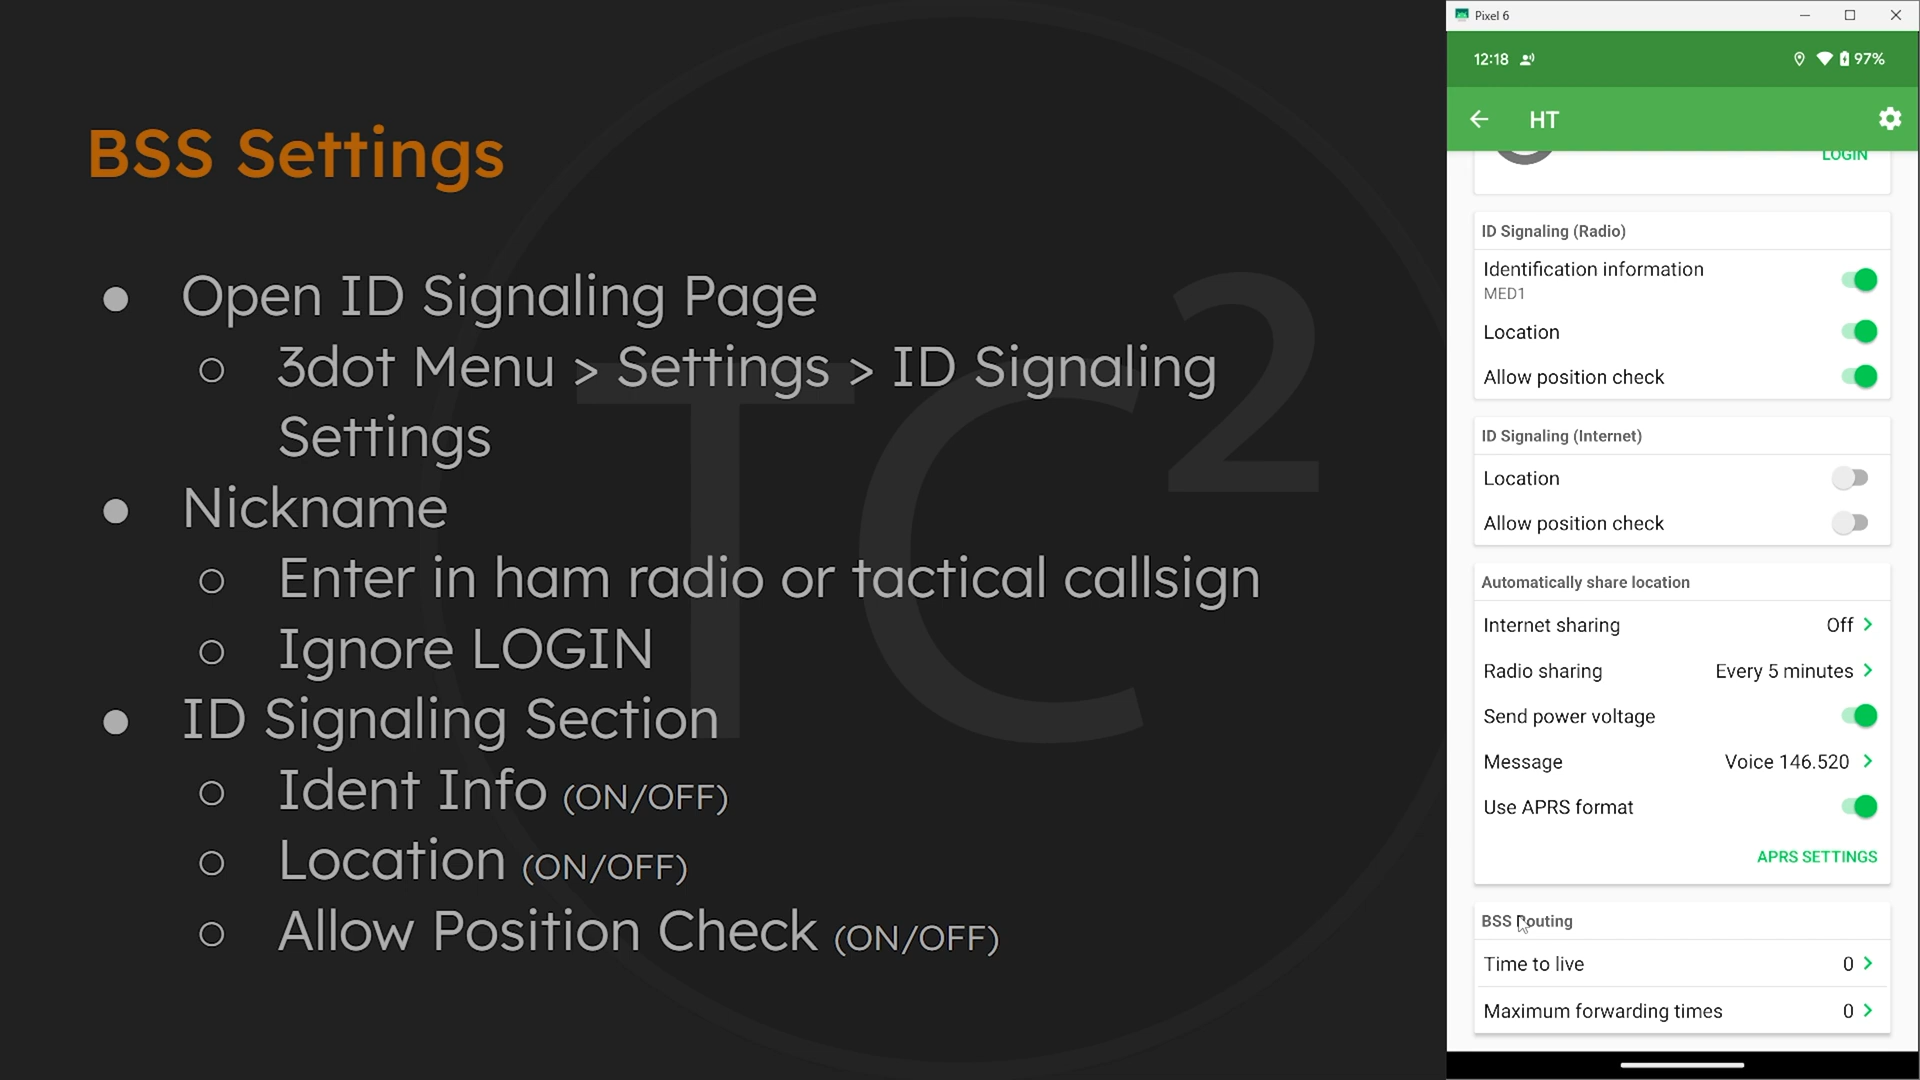 BSS Settings
● Open ID Signaling Page
○ 3dot Menu > Settings > ID Signaling
Settings
● Nickname
○ Enter in ham radio or tactical callsign
○ Ignore LOGIN
● ID Signaling Section
○ Ident Info (ON/OFF)
○ Location (ON/OFF)
○ Allow Position Check (ON/OFF)
TC²
Pixel 6
12:18 97%
HT
LOGIN
ID Signaling (Radio)
Identification information
MED1
Location
Allow position check
ID Signaling (Internet)
Location
Allow position check
Automatically share location
Internet sharing Off
Radio sharing Every 5 minutes
Send power voltage
Message Voice 146.520
Use APRS format
APRS SETTINGS
BSS Routing
Time to live 0
Maximum forwarding times 0